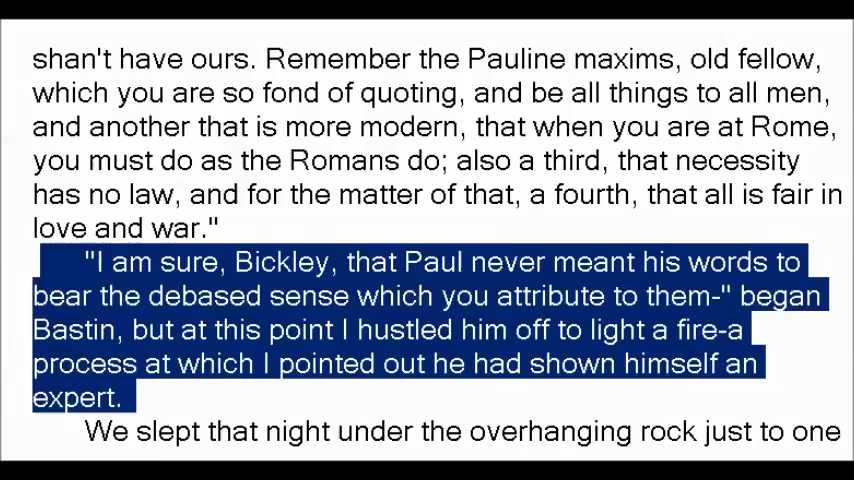 shan't have ours. Remember the Pauline maxims, old fellow,
which you are so fond of quoting, and be all things to all men,
and another that is more modern, that when you are at Rome,
you must do as the Romans do; also a third, that necessity
has no law, and for the matter of that, a fourth, that all is fair in
love and war."
"I am sure, Bickley, that Paul never meant his words to
bear the debased sense which you attribute to them-" began
Bastin, but at this point I hustled him off to light a fire-a
process at which I pointed out he had shown himself an
expert.
We slept that night under the overhanging rock just to one